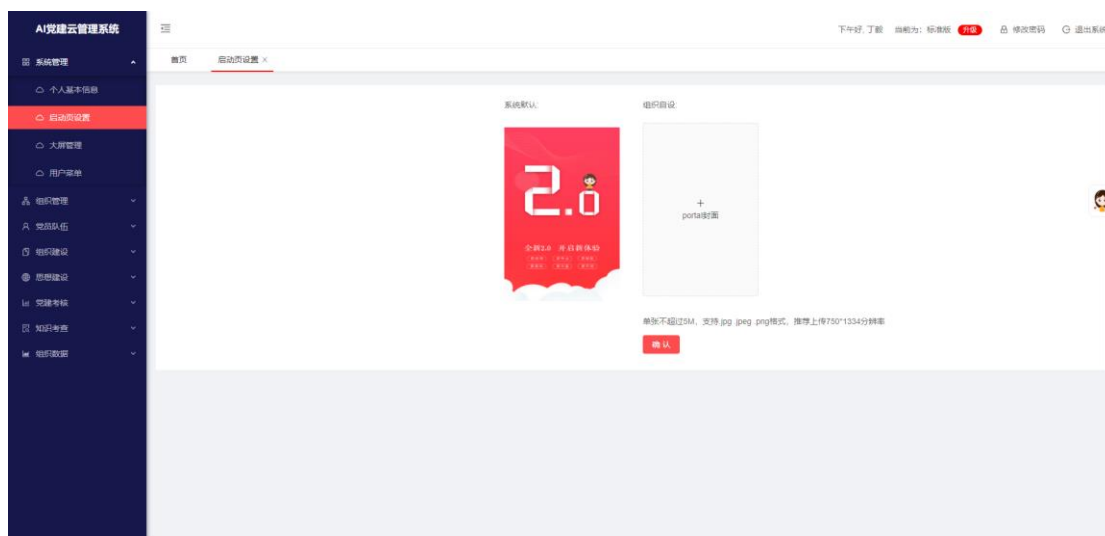 AI党建云管理系统
下午好, 丁毅 当前为: 标准版 升级 修改密码 退出系统
系统管理
首页 启动页设置 ×
个人基本信息
启动页设置
大屏管理
用户菜单
组织管理
党员队伍
组织建设
思想建设
党建考核
知识考查
组织数据
系统默认:
组织自设:
2.0
全新2.0 开启新体验
+
portal封面
单张不超过5M，支持.jpg .jpeg .png格式，推荐上传750*1334分辨率
确 认